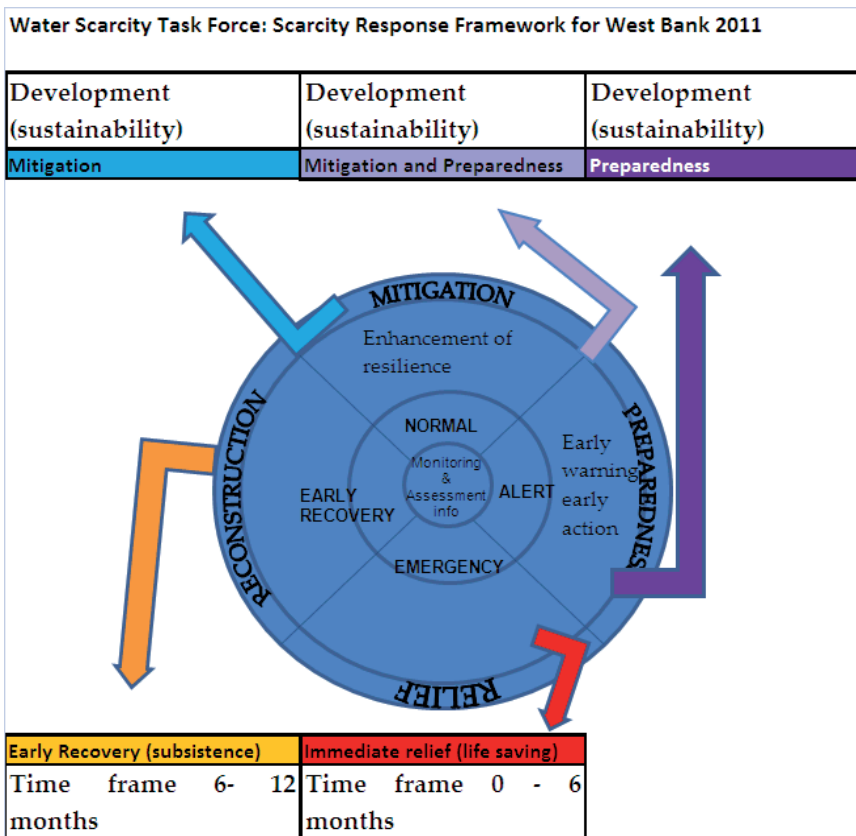 Water Scarcity Task Force: Scarcity Response Framework for West Bank 2011
Development
(sustainability)
Development
(sustainability)
Development
(sustainability)
Mitigation
Mitigation and Preparedness
Preparedness
MITIGATION
Enhancement of
resilience
NORMAL
RECONSTRUCTION
PREPAREDNES
Monitoring
&
Assessment
info
Early
warning
early
action
ALERT
EARLY
RECOVERY
EMERGENCY
RELIEF
Early Recovery (subsistence)
Immediate relief (life saving)
Time frame 6- 12
months
Time frame 0 - 6
months